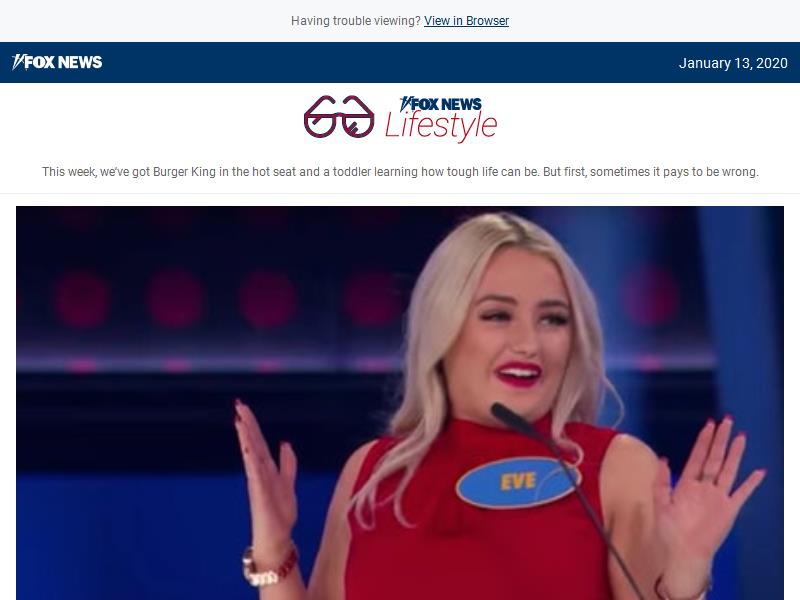 Having trouble viewing? View in Browser
FOX NEWS
January 13, 2020
FOX NEWS
Lifestyle
This week, we've got Burger King in the hot seat and a toddler learning how tough life can be. But first, sometimes it pays to be wrong.
EVE